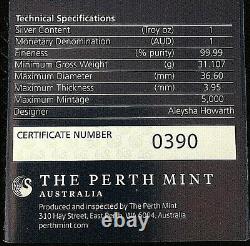 Technical Specifications
Silver Content (Troy oz) 1
Monetary Denomination (AUD) 1
Fineness (% purity) 99.99
Minimum Gross Weight (g) 31.107
Maximum Diameter (mm) 36.60
Maximum Thickness (mm) 3.95
Maximum Mintage 5,000
Designer Aleysha Howarth
CERTIFICATE NUMBER 0390
THE PERTH MINT
AUSTRALIA
Produced and inspected by The Perth Mint
310 Hay Street, East Perth, WA 6004, Australia
perthmint.com